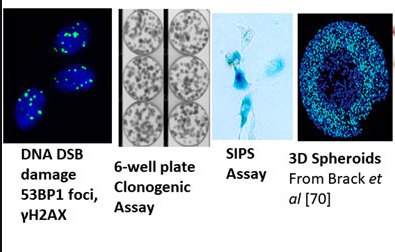 DNA DSB
damage
53BP1 foci,
γH2AX
6-well plate
Clonogenic
Assay
SIPS
Assay
3D Spheroids
From Brack et
al [70]